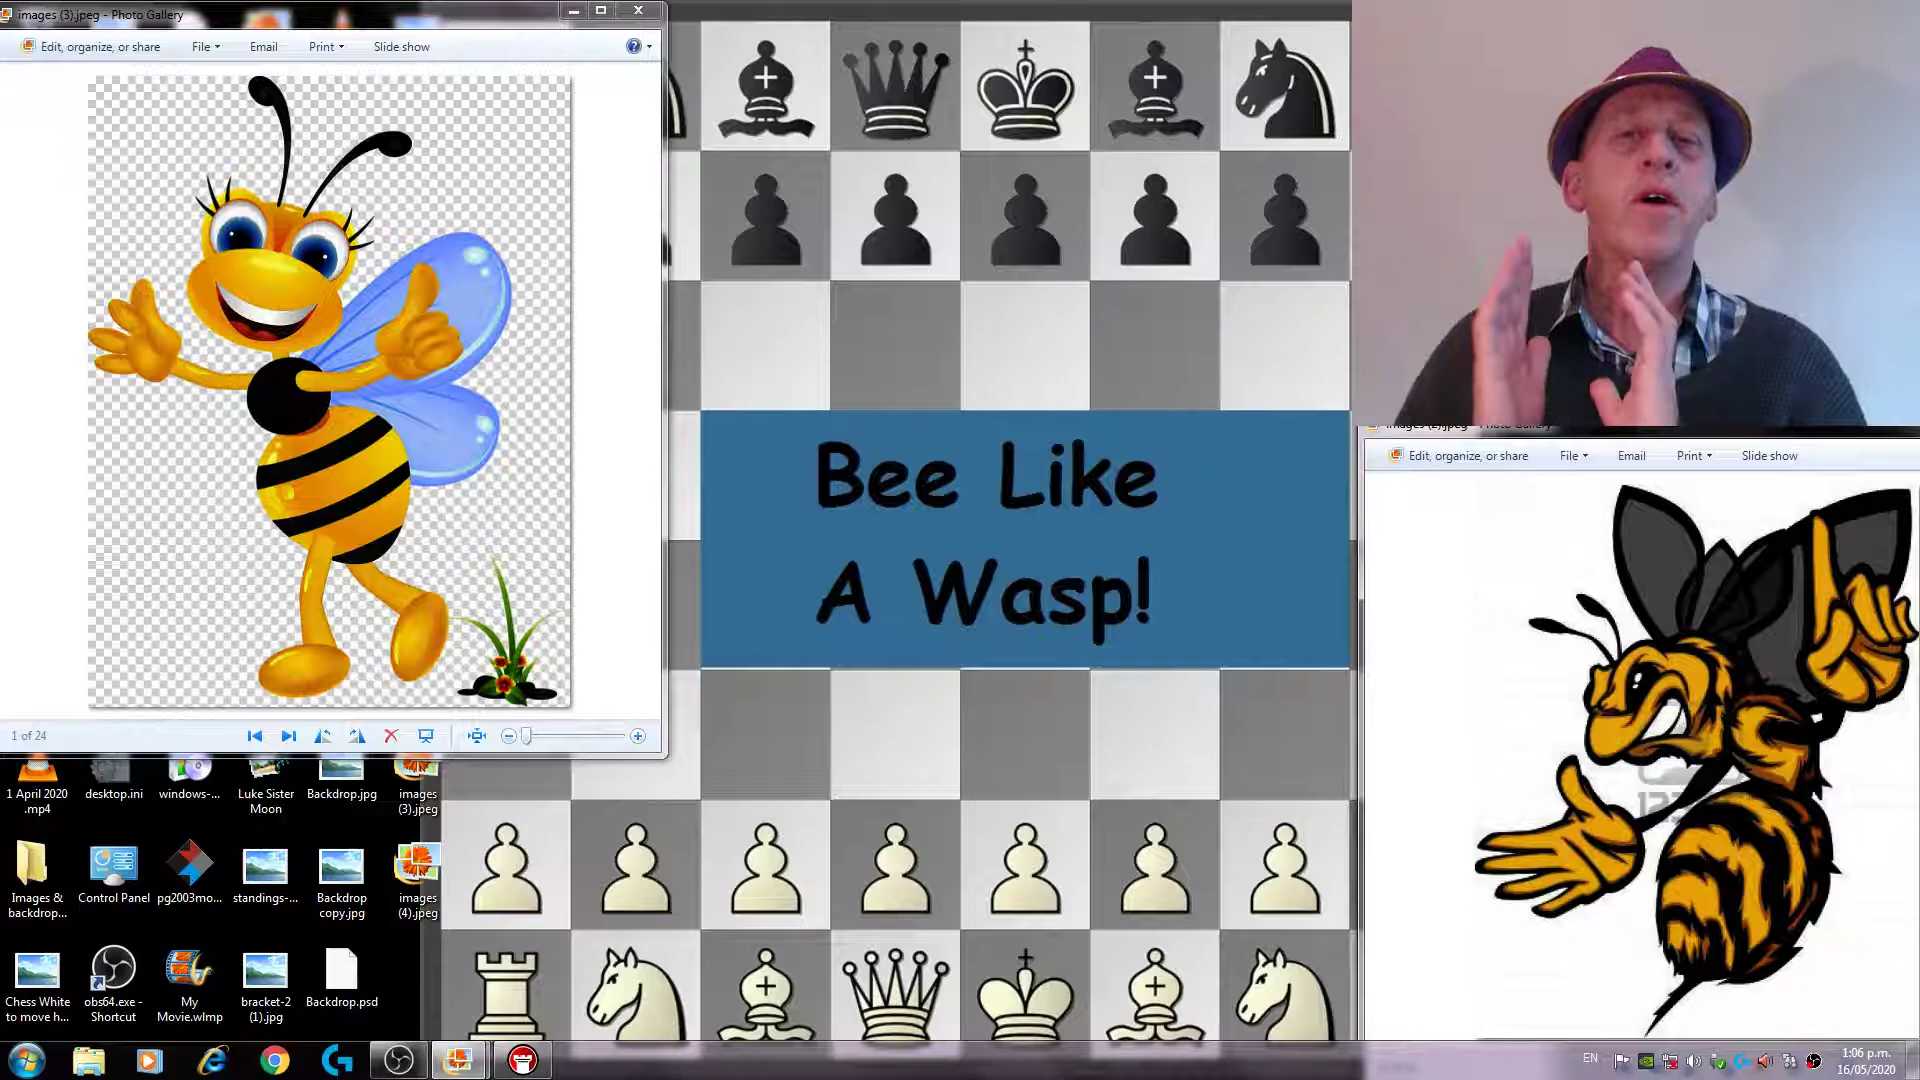 images (3).jpeg - Photo Gallery
Edit, organize, or share File Email Print Slide show
Bee Like
A Wasp!
Edit, organize, or share File Email Print Slide show
1 of 24
1 April 2020 .mp4
desktop.ini
windows-...
Luke Sister Moon
Backdrop.jpg
images (3).jpeg
Images & backdrop...
Control Panel
pg2003mo...
standings-...
Backdrop copy.jpg
images (4).jpeg
Chess White to move h...
obs64.exe - Shortcut
My Movie.wlmp
bracket-2 (1).jpg
Backdrop.psd
EN
1:06 p.m.
16/05/2020